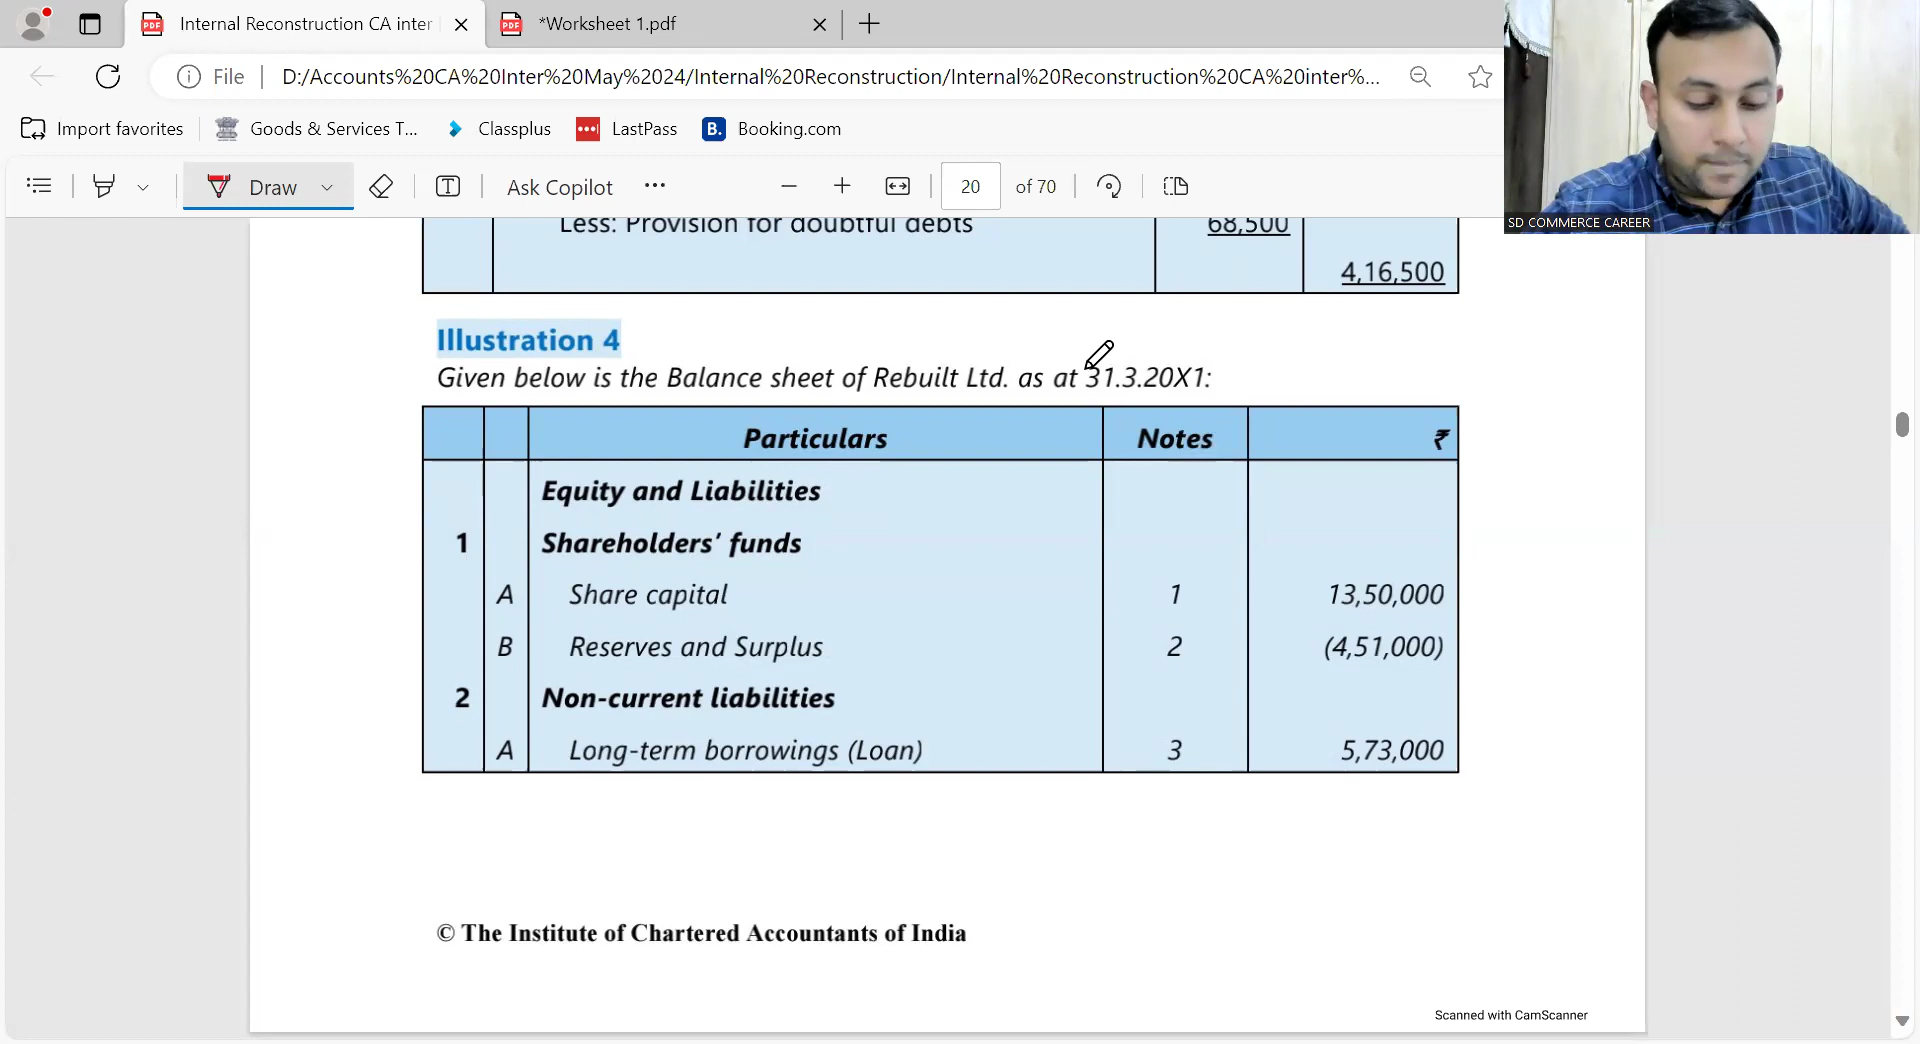 Internal Reconstruction CA inter
*Worksheet 1.pdf
File
D:/Accounts%20CA%20Inter%20May%2024/Internal%20Reconstruction/Internal%20Reconstruction%20CA%20inter%...
Import favorites
Goods & Services T...
Classplus
LastPass
B. Booking.com
Draw
Ask Copilot
20 of 70
SD COMMERCE CAREER
Less: Provision for doubtful debts 68,500
4,16,500
Illustration 4
Given below is the Balance sheet of Rebuilt Ltd. as at 31.3.20X1:
Particulars Notes ₹
Equity and Liabilities
1 Shareholders' funds
A Share capital 1 13,50,000
B Reserves and Surplus 2 (4,51,000)
2 Non-current liabilities
A Long-term borrowings (Loan) 3 5,73,000
© The Institute of Chartered Accountants of India
Scanned with CamScanner